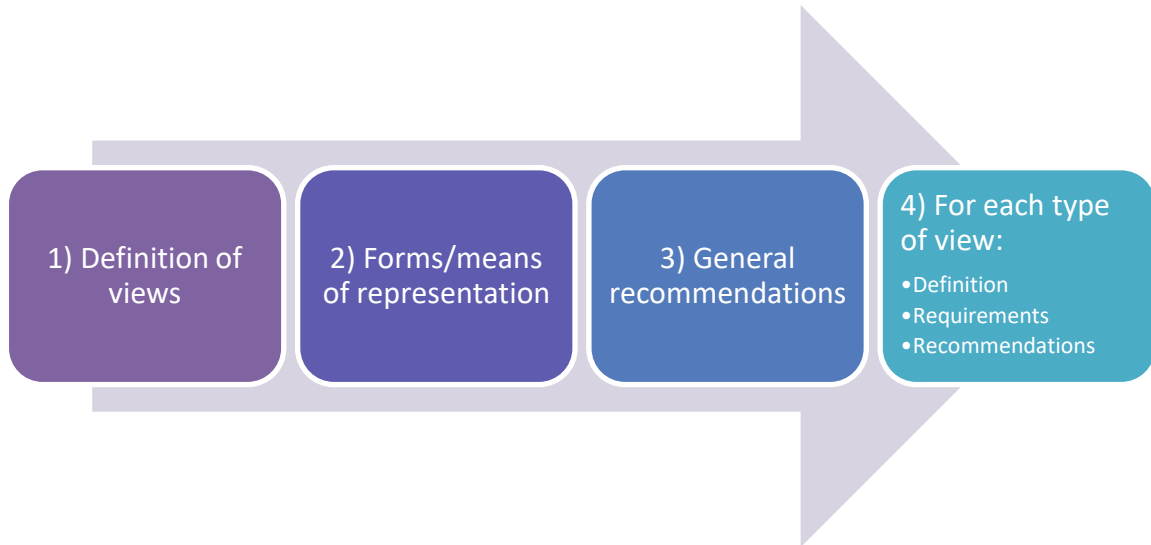 1) Definition of
views
2) Forms/means
of representation
3) General
recommendations
4) For each type
of view:
•Definition
•Requirements
•Recommendations